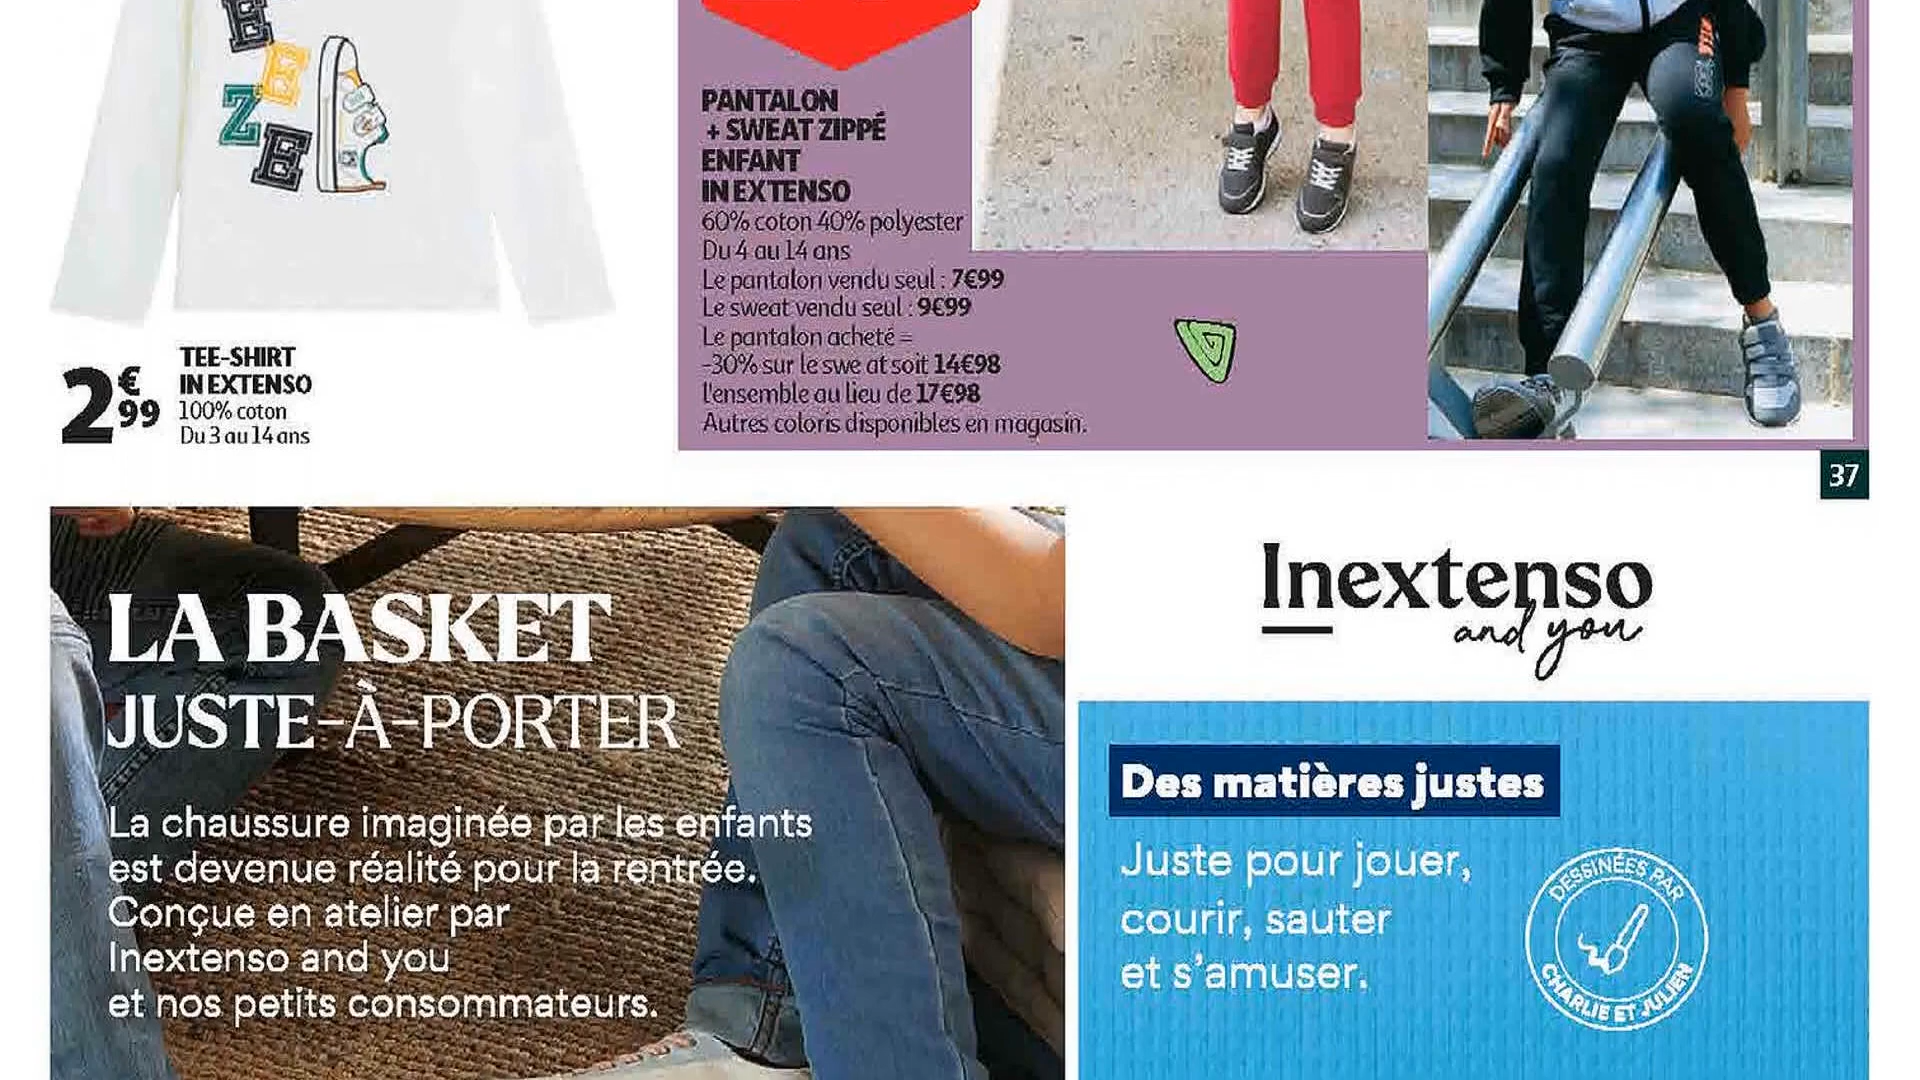 E
E
Z
E
2€99
TEE-SHIRT
IN EXTENSO
100% coton
Du 3 au 14 ans
PANTALON
+ SWEAT ZIPPÉ
ENFANT
IN EXTENSO
60% coton 40% polyester
Du 4 au 14 ans
Le pantalon vendu seul : 7€99
Le sweat vendu seul : 9€99
Le pantalon acheté =
-30% sur le swe at soit 14€98
l'ensemble au lieu de 17€98
Autres coloris disponibles en magasin.
37
LA BASKET
JUSTE-À-PORTER
La chaussure imaginée par les enfants
est devenue réalité pour la rentrée.
Conçue en atelier par
Inextenso and you
et nos petits consommateurs.
Inextenso
and you
Des matières justes
Juste pour jouer,
courir, sauter
et s'amuser.
DESSINÉES PAR
CHARLIE ET JULIEN